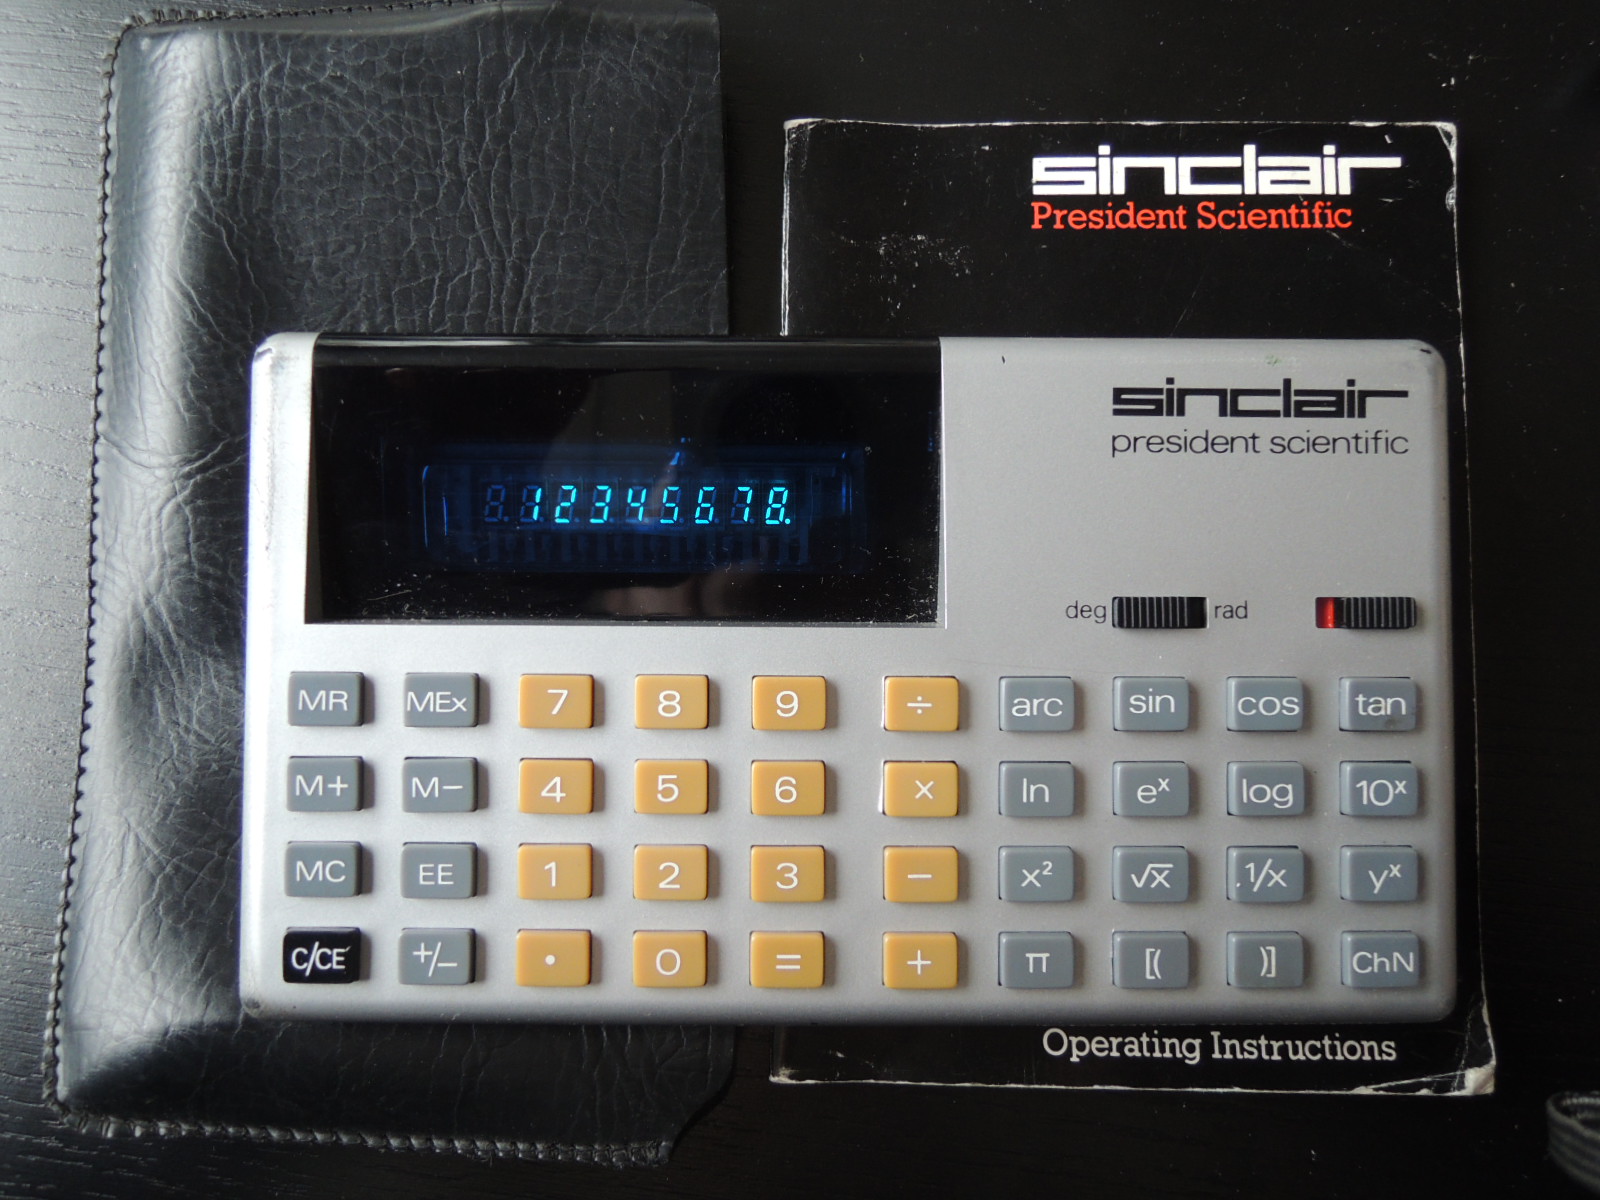 sinclair
President Scientific
sinclair
president scientific
12345678.
deg rad
MR MEx 7 8 9 ÷ arc sin cos tan
M+ M− 4 5 6 × ln eˣ log 10ˣ
MC EE 1 2 3 − x² √x 1/x yˣ
C/CE +/− • 0 = + π [( )] ChN
Operating Instructions